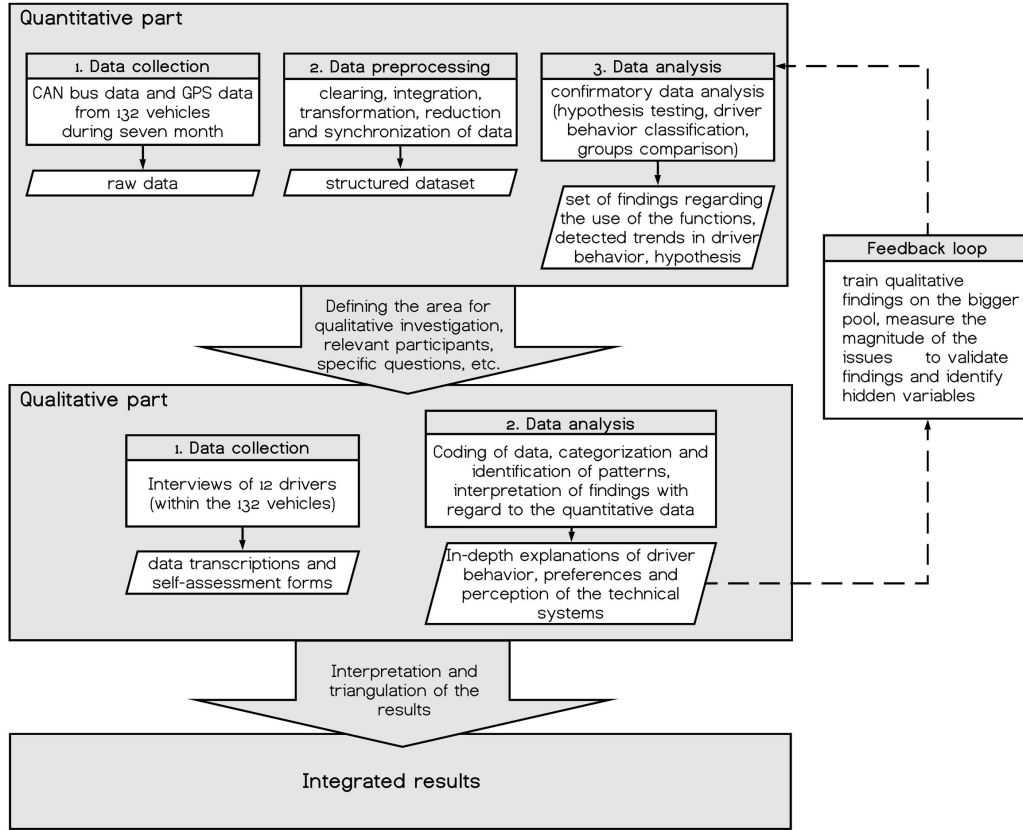 Quantitative part
1. Data collection
CAN bus data and GPS data
from 132 vehicles
during seven month
raw data
2. Data preprocessing
clearing, integration,
transformation, reduction
and synchronization of data
structured dataset
3. Data analysis
confirmatory data analysis
(hypothesis testing, driver
behavior classification,
groups comparison)
set of findings regarding
the use of the functions,
detected trends in driver
behavior, hypothesis
Feedback loop
train qualitative
findings on the bigger
pool, measure the
magnitude of the
issues to validate
findings and identify
hidden variables
Defining the area for
qualitative investigation,
relevant participants,
specific questions, etc.
Qualitative part
1. Data collection
Interviews of 12 drivers
(within the 132 vehicles)
data transcriptions and
self-assessment forms
2. Data analysis
Coding of data, categorization and
identification of patterns,
interpretation of findings with
regard to the quantitative data
In-depth explanations of driver
behavior, preferences and
perception of the technical
systems
Interpretation and
triangulation of the
results
Integrated results